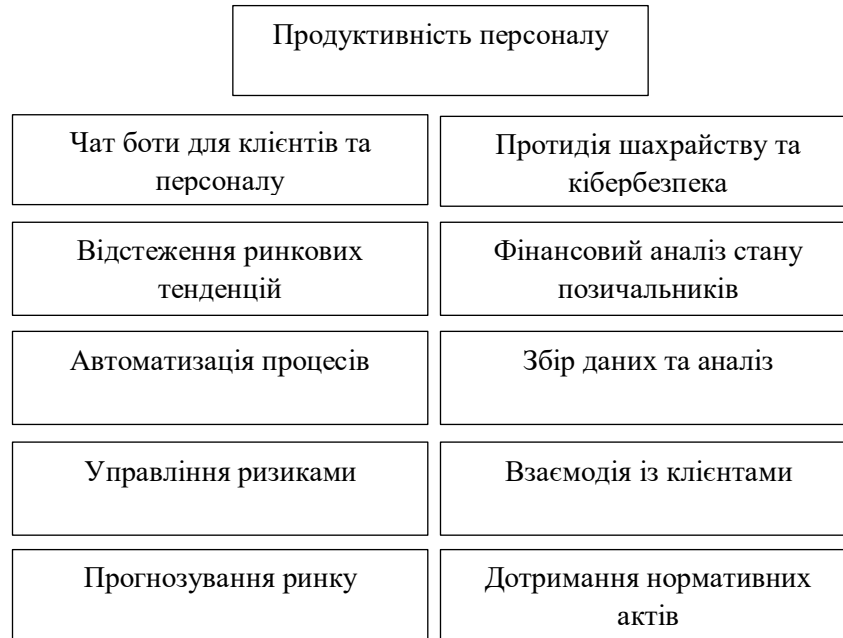 Продуктивність персоналу
Чат боти для клієнтів та
персоналу
Протидія шахрайству та
кібербезпека
Відстеження ринкових
тенденцій
Фінансовий аналіз стану
позичальників
Автоматизація процесів
Збір даних та аналіз
Управління ризиками
Взаємодія із клієнтами
Прогнозування ринку
Дотримання нормативних
актів